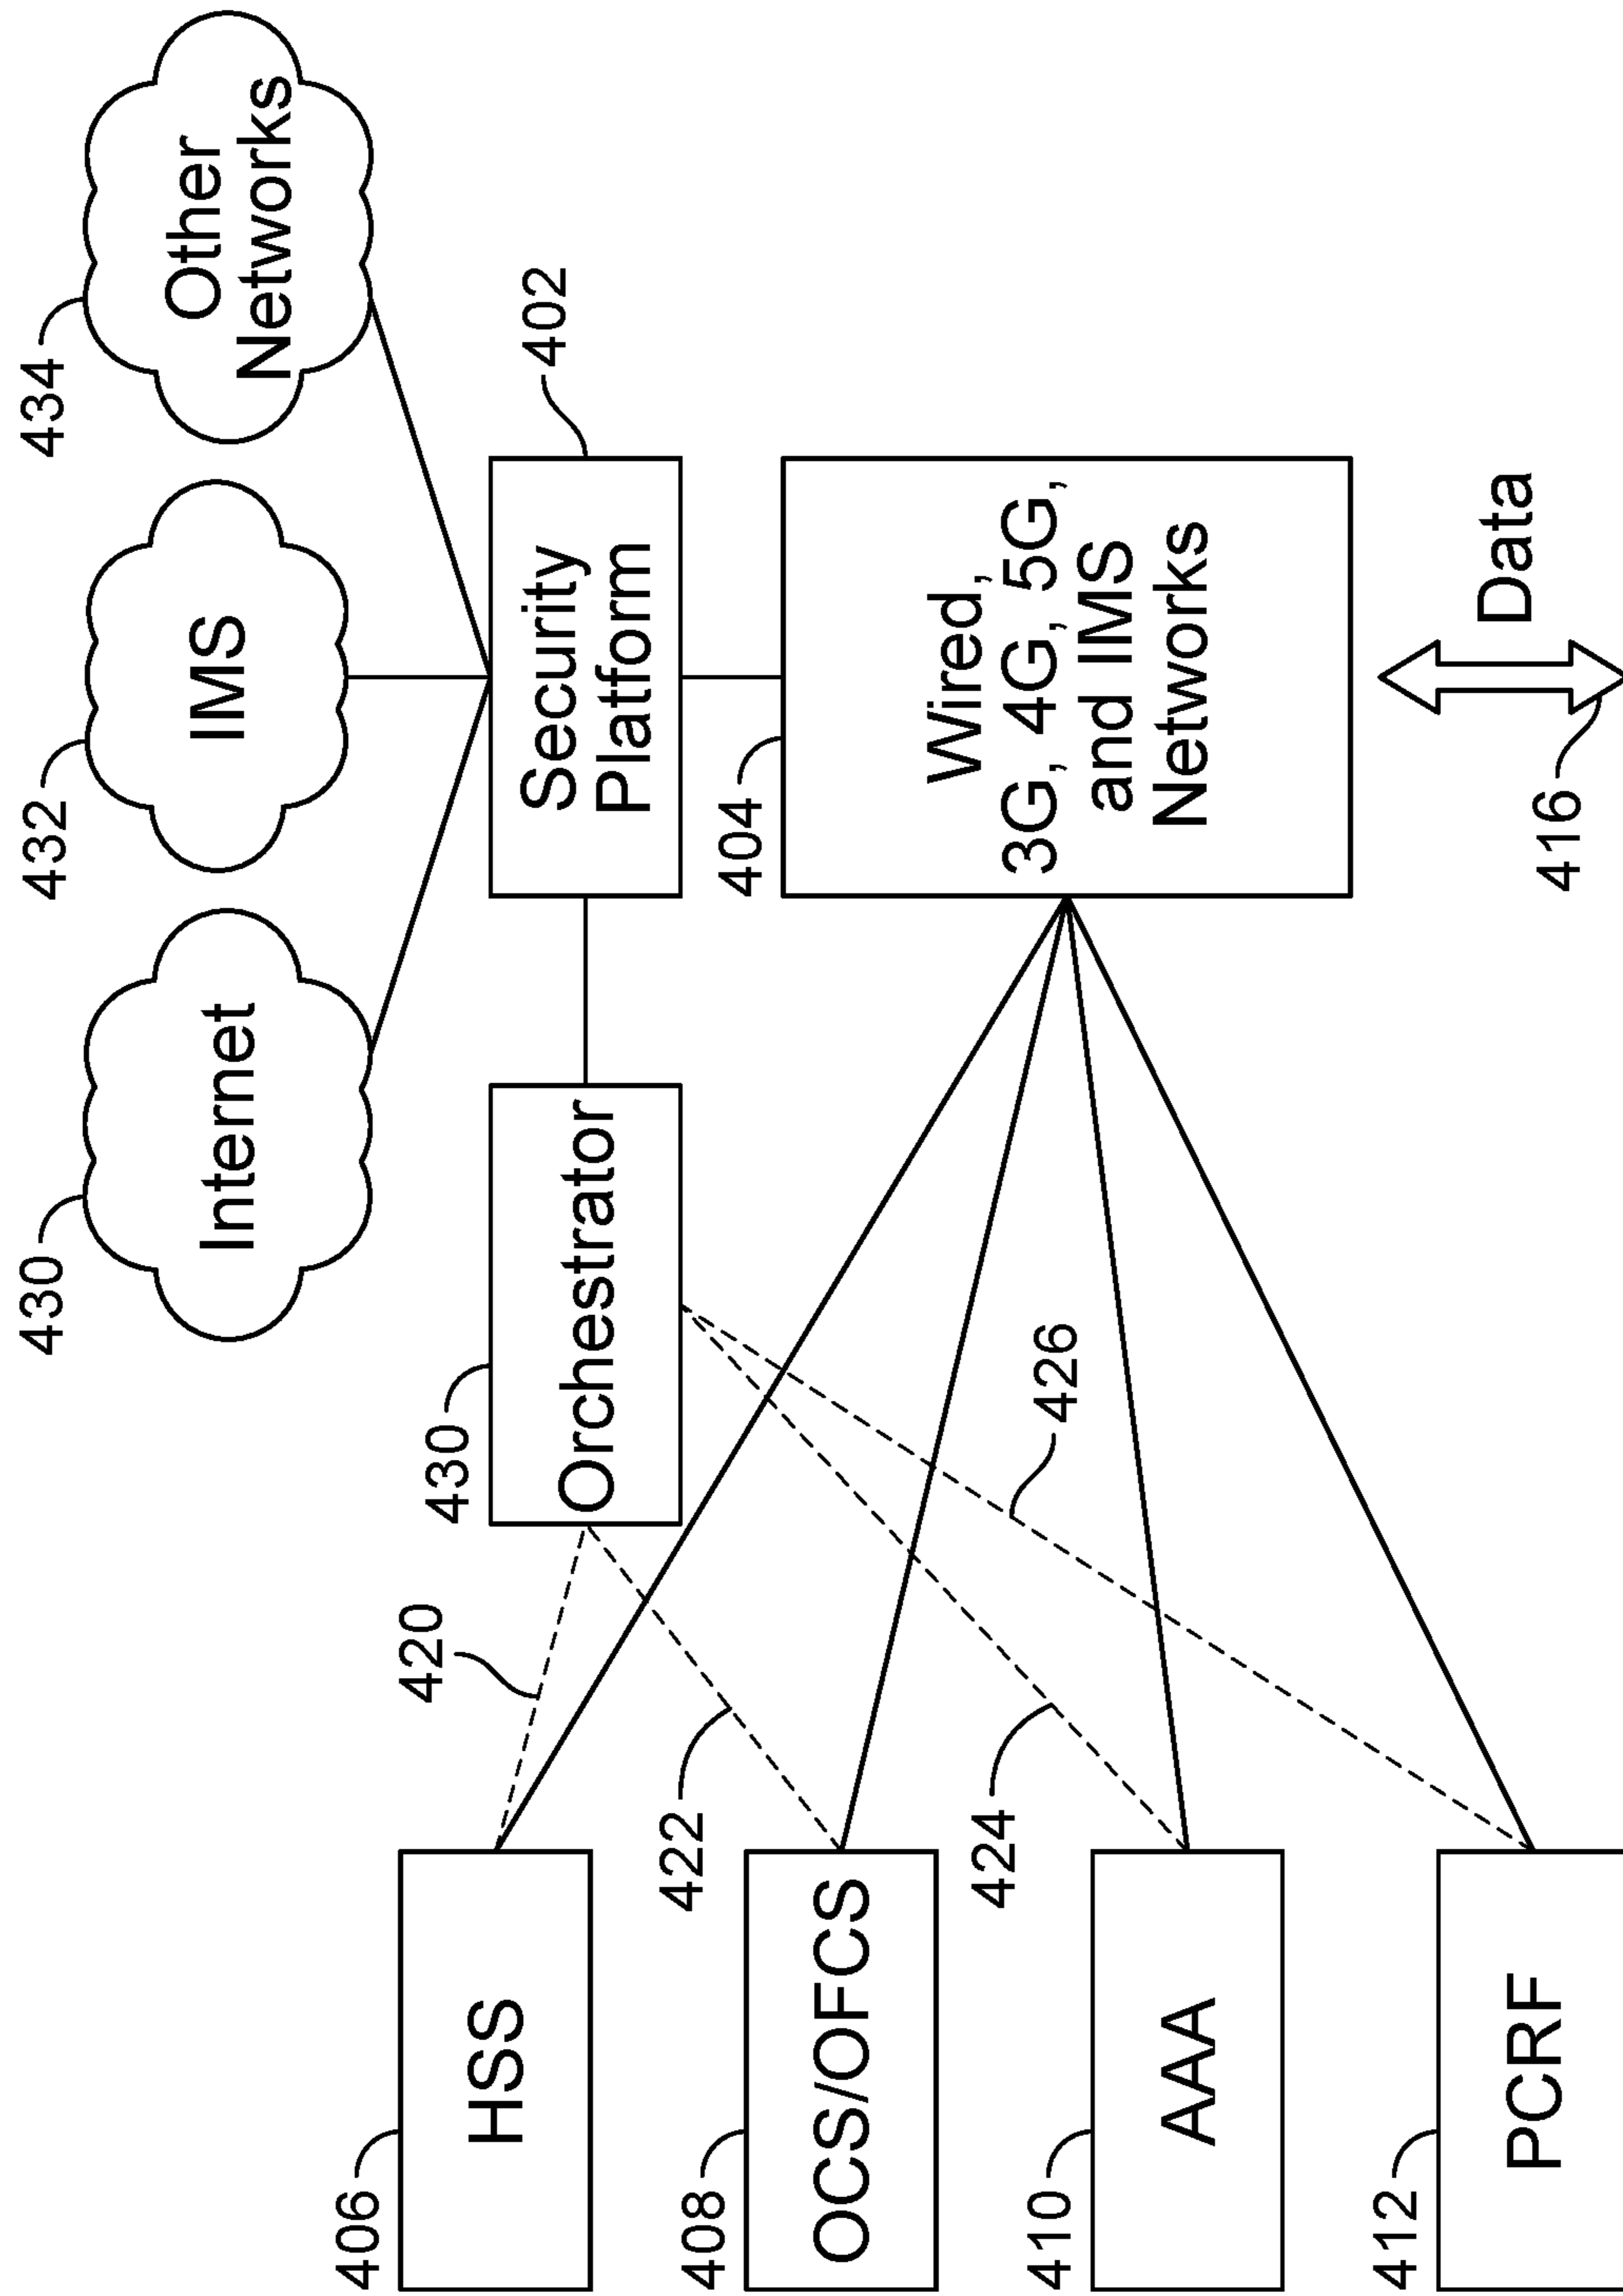 430
Internet
432
IMS
434
Other
Networks
430
Orchestrator
Security
Platform
402
420
406
HSS
422
408
OCS/OFCS
404
Wired,
3G, 4G, 5G,
and IMS
Networks
426
424
410
AAA
412
PCRF
416
Data